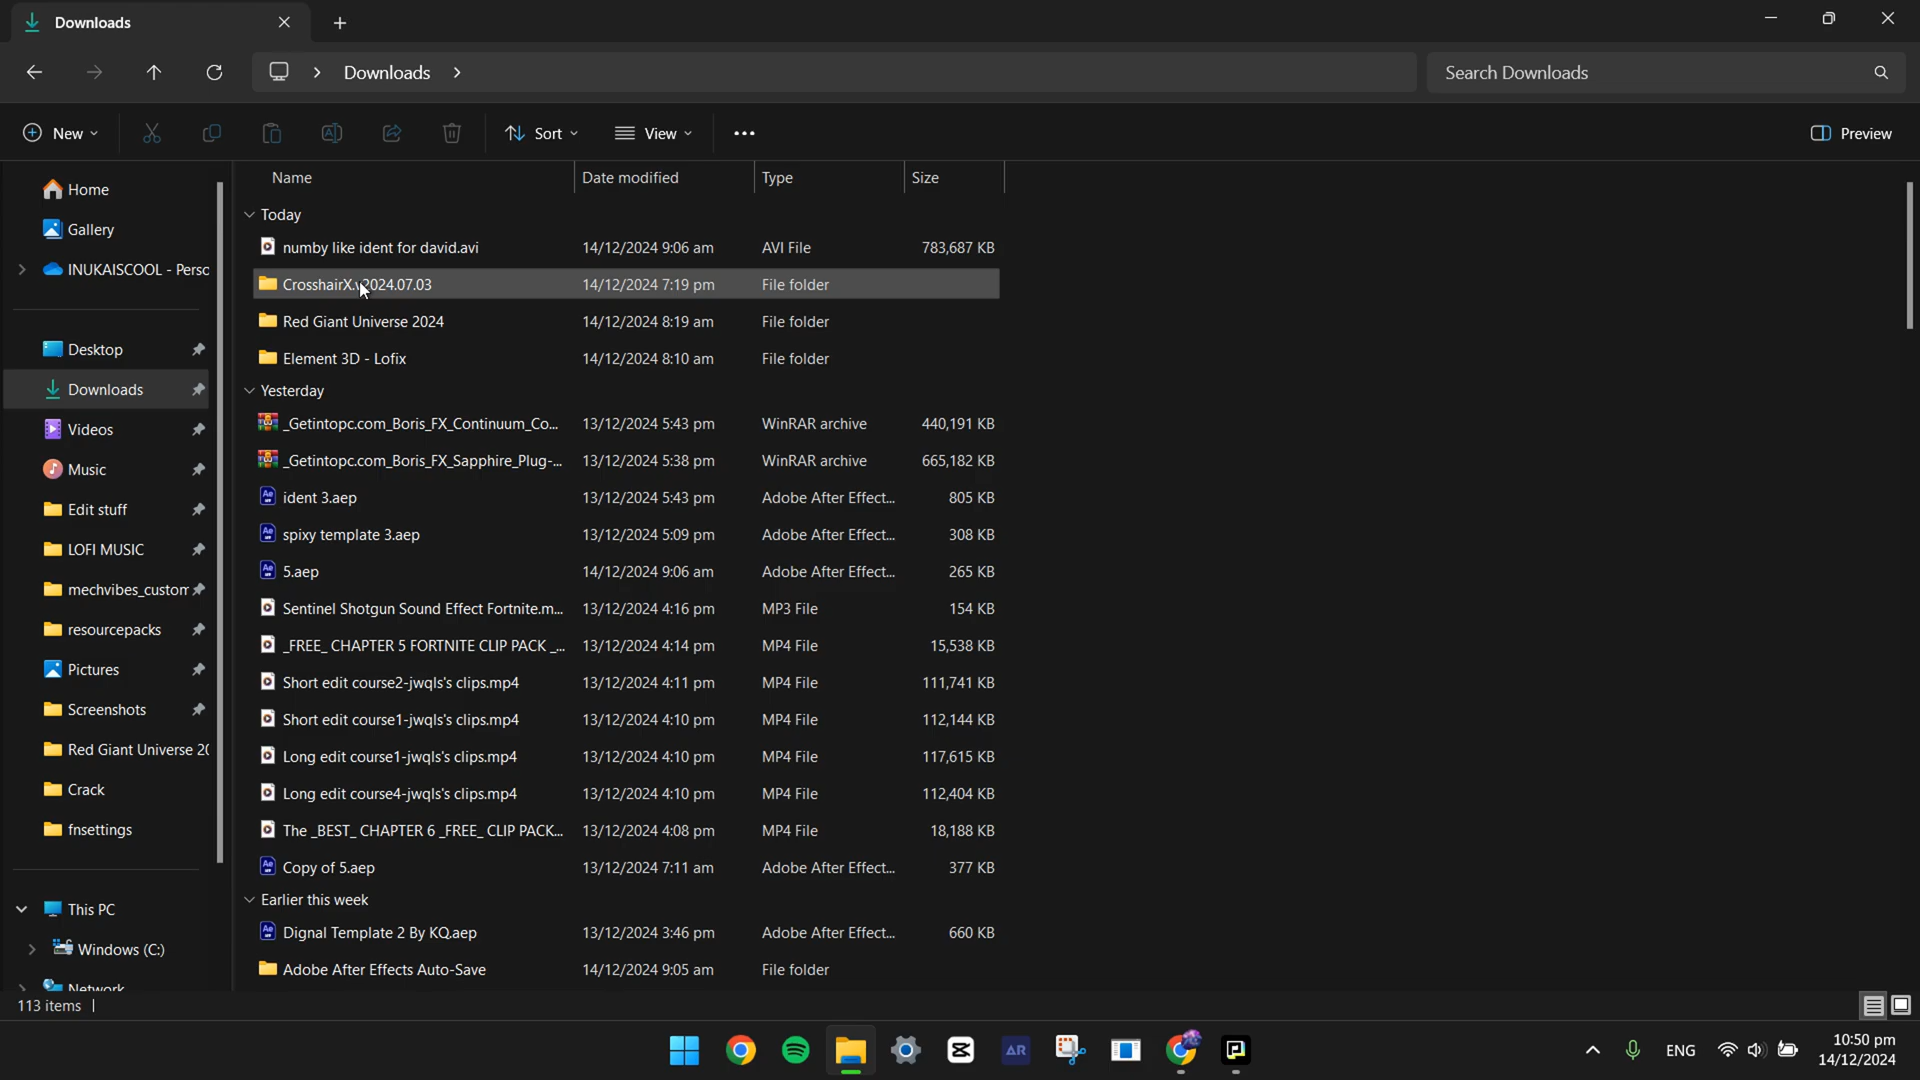 Downloads
Downloads
Search Downloads
New
Sort
View
Preview
Name Date modified Type Size
Home
Gallery
INUKAISCOOL - Perso
Desktop
Downloads
Videos
Music
Edit stuff
LOFI MUSIC
mechvibes_custom
resourcepacks
Pictures
Screenshots
Red Giant Universe 20
Crack
fnsettings
This PC
Windows (C:)
Network
Today
numby like ident for david.avi 14/12/2024 9:06 am AVI File 783,687 KB
CrosshairX.v2024.07.03 14/12/2024 7:19 pm File folder
Red Giant Universe 2024 14/12/2024 8:19 am File folder
Element 3D - Lofix 14/12/2024 8:10 am File folder
Yesterday
_Getintopc.com_Boris_FX_Continuum_Co... 13/12/2024 5:43 pm WinRAR archive 440,191 KB
_Getintopc.com_Boris_FX_Sapphire_Plug-... 13/12/2024 5:38 pm WinRAR archive 665,182 KB
ident 3.aep 13/12/2024 5:43 pm Adobe After Effect... 805 KB
spixy template 3.aep 13/12/2024 5:09 pm Adobe After Effect... 308 KB
5.aep 14/12/2024 9:06 am Adobe After Effect... 265 KB
Sentinel Shotgun Sound Effect Fortnite.m... 13/12/2024 4:16 pm MP3 File 154 KB
_FREE_ CHAPTER 5 FORTNITE CLIP PACK _... 13/12/2024 4:14 pm MP4 File 15,538 KB
Short edit course2-jwqls's clips.mp4 13/12/2024 4:11 pm MP4 File 111,741 KB
Short edit course1-jwqls's clips.mp4 13/12/2024 4:10 pm MP4 File 112,144 KB
Long edit course1-jwqls's clips.mp4 13/12/2024 4:10 pm MP4 File 117,615 KB
Long edit course4-jwqls's clips.mp4 13/12/2024 4:10 pm MP4 File 112,404 KB
The _BEST_ CHAPTER 6 _FREE_ CLIP PACK... 13/12/2024 4:08 pm MP4 File 18,188 KB
Copy of 5.aep 13/12/2024 7:11 am Adobe After Effect... 377 KB
Earlier this week
Dignal Template 2 By KQ.aep 13/12/2024 3:46 pm Adobe After Effect... 660 KB
Adobe After Effects Auto-Save 14/12/2024 9:05 am File folder
113 items
AR
ENG
10:50 pm
14/12/2024